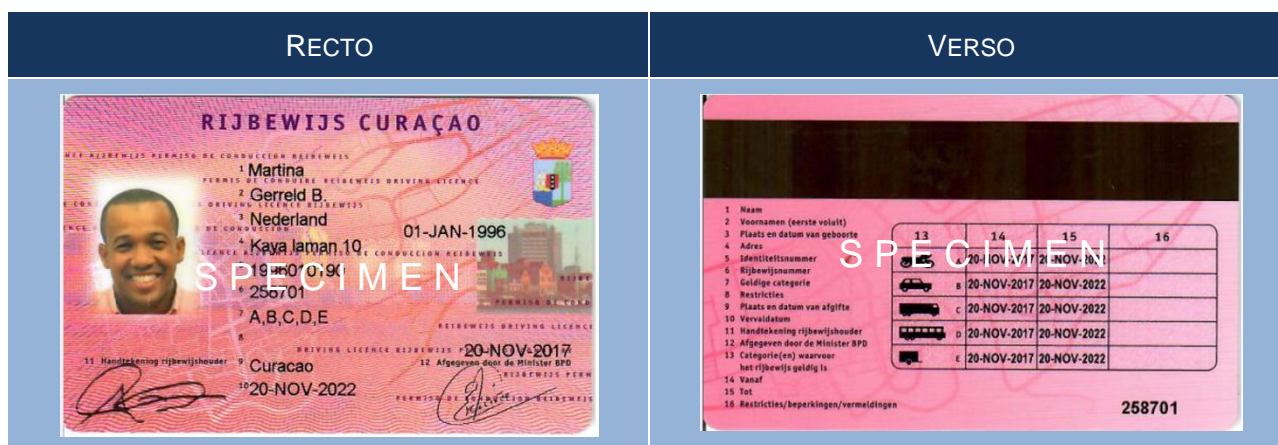 RECTO
VERSO
RIJBEWIJS CURAÇAO
1 Martina
2 Gerreld B.
3 Nederland
01-JAN-1996
4 Kaya laman 10
SPECIMEN
1996010190
6 258701
7 A,B,C,D,E
8
20-NOV-2017
11 Handtekening rijbewijshouder
9 Curacao
12 Afgegeven door de Minister BPD
10 20-NOV-2022
1 Naam
2 Voornamen (eerste voluit)
3 Plaats en datum van geboorte
4 Adres
5 Identiteitsnummer
6 Rijbewijsnummer
7 Geldige categorie
8 Restricties
9 Plaats en datum van afgifte
10 Vervaldatum
11 Handtekening rijbewijshouder
12 Afgegeven door de Minister BPD
13 Categorie(en) waarvoor
het rijbewijs geldig is
14 Vanaf
15 Tot
16 Restricties/beperkingen/vermeldingen
13 14 15 16
SPECIMEN
A 20-NOV-2017 20-NOV-2022
B 20-NOV-2017 20-NOV-2022
C 20-NOV-2017 20-NOV-2022
D 20-NOV-2017 20-NOV-2022
E 20-NOV-2017 20-NOV-2022
258701